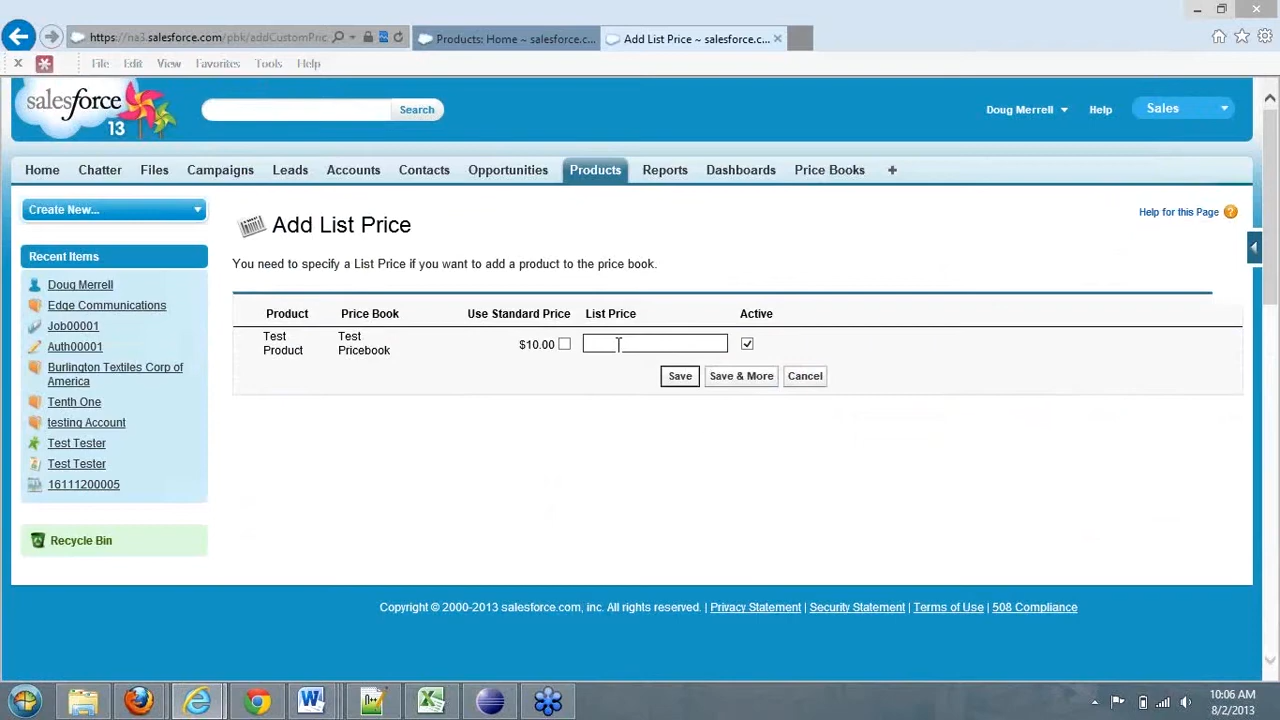 https://na3.salesforce.com/pbk/addCustomPric
Products: Home ~ salesforce.c...
Add List Price ~ salesforce.c...
File Edit View Favorites Tools Help
salesforce
13
Search
Doug Merrell
Help
Sales
Home Chatter Files Campaigns Leads Accounts Contacts Opportunities Products Reports Dashboards Price Books
Create New...
Recent Items
Doug Merrell
Edge Communications
Job00001
Auth00001
Burlington Textiles Corp of
America
Tenth One
testing Account
Test Tester
Test Tester
16111200005
Recycle Bin
Add List Price
Help for this Page
You need to specify a List Price if you want to add a product to the price book.
Product Price Book Use Standard Price List Price Active
Test
Product
Test
Pricebook
$10.00
Save Save & More Cancel
Copyright © 2000-2013 salesforce.com, inc. All rights reserved. | Privacy Statement | Security Statement | Terms of Use | 508 Compliance
10:06 AM
8/2/2013